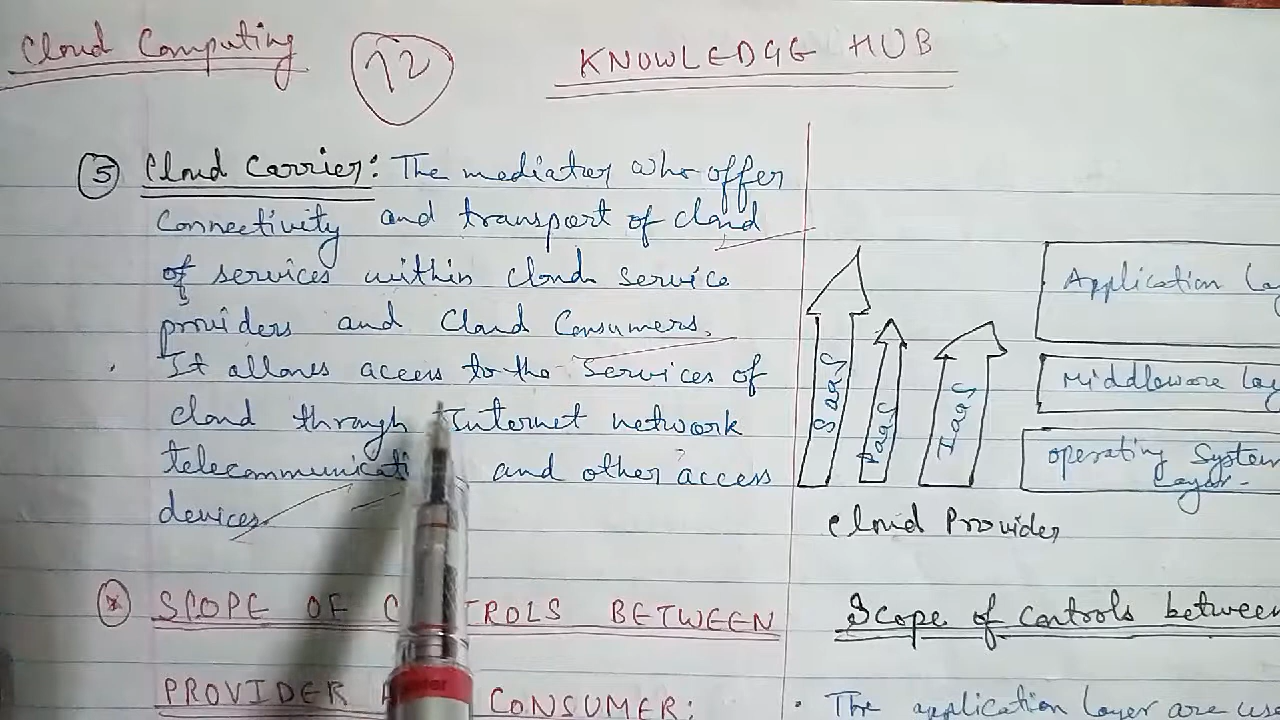 Cloud Computing
12
KNOWLEDGE HUB
5 Cloud Carrier: The mediator who offer
Connectivity and transport of cloud
of services within cloud service
providers and Cloud Consumers.
It allows access to the Services of
cloud through Internet network
telecommunicati and other access
devices
SCOPE OF C TROLS BETWEEN
PROVIDER CONSUMER:
SaaS
PaaS
IaaS
Application La
Middleware lay
Operating System
Layer-
Cloud Provider
Scope of Controls between
The application layer are use